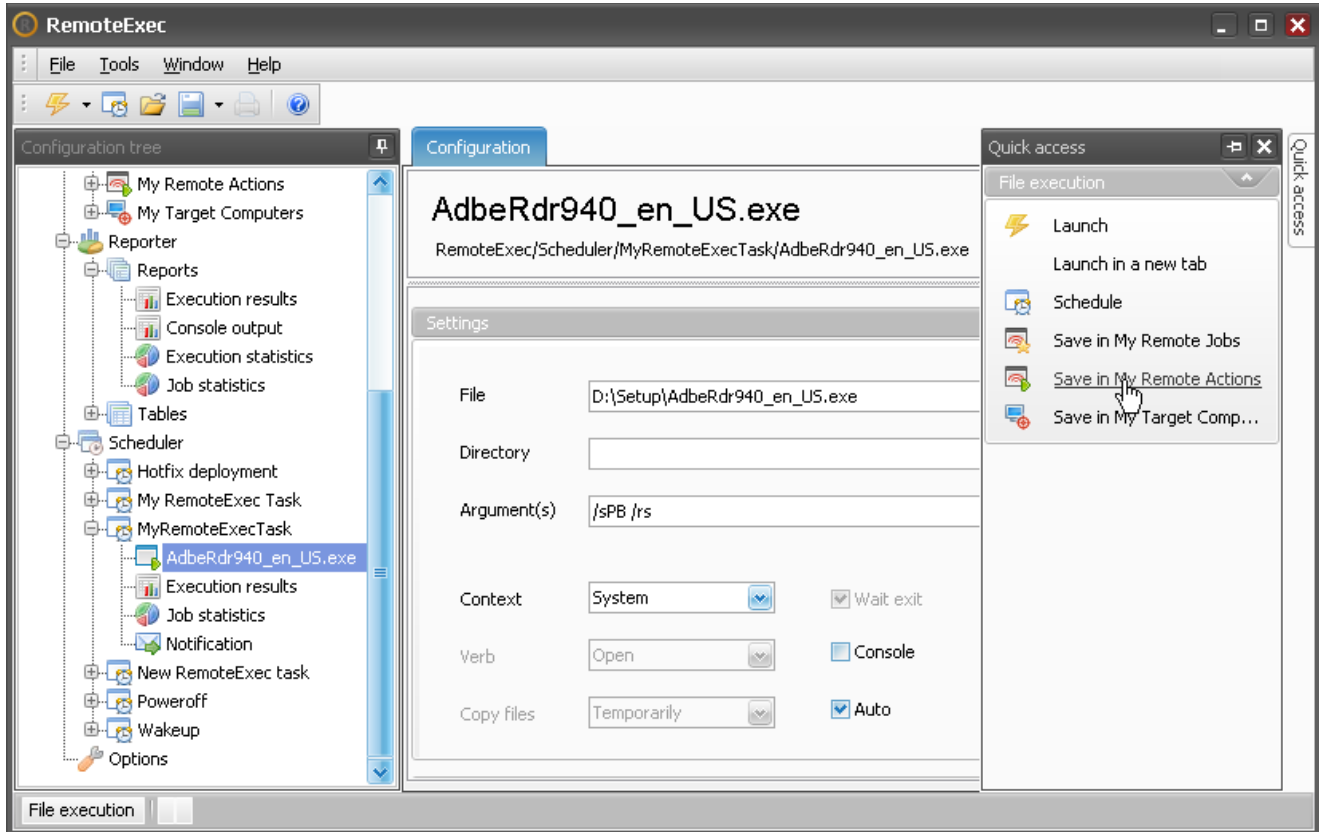 RemoteExec
File Tools Window Help
Configuration tree
My Remote Actions
My Target Computers
Reporter
Reports
Execution results
Console output
Execution statistics
Job statistics
Tables
Scheduler
Hotfix deployment
My RemoteExec Task
MyRemoteExecTask
AdbeRdr940_en_US.exe
Execution results
Job statistics
Notification
New RemoteExec task
Poweroff
Wakeup
Options
Configuration
AdbeRdr940_en_US.exe
RemoteExec/Scheduler/MyRemoteExecTask/AdbeRdr940_en_US.exe
Settings
File D:\Setup\AdbeRdr940_en_US.exe
Directory
Argument(s) /sPB /rs
Context System Wait exit
Verb Open Console
Copy files Temporarily Auto
Quick access
File execution
Launch
Launch in a new tab
Schedule
Save in My Remote Jobs
Save in My Remote Actions
Save in My Target Comp...
Quick access
File execution